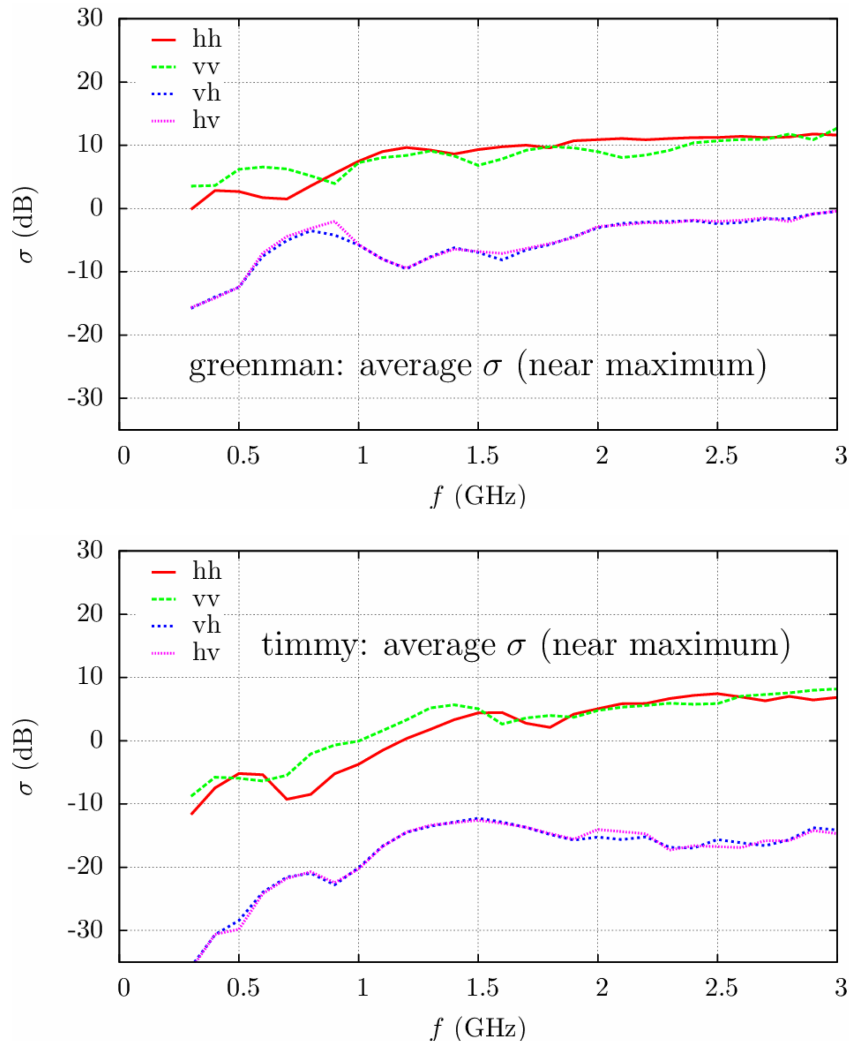 30
20
10
0
-10
-20
-30
σ (dB)
hh
vv
vh
hv
greenman: average σ (near maximum)
0 0.5 1 1.5 2 2.5 3
f (GHz)
30
20
10
0
-10
-20
-30
σ (dB)
hh
vv
vh
hv
timmy: average σ (near maximum)
0 0.5 1 1.5 2 2.5 3
f (GHz)